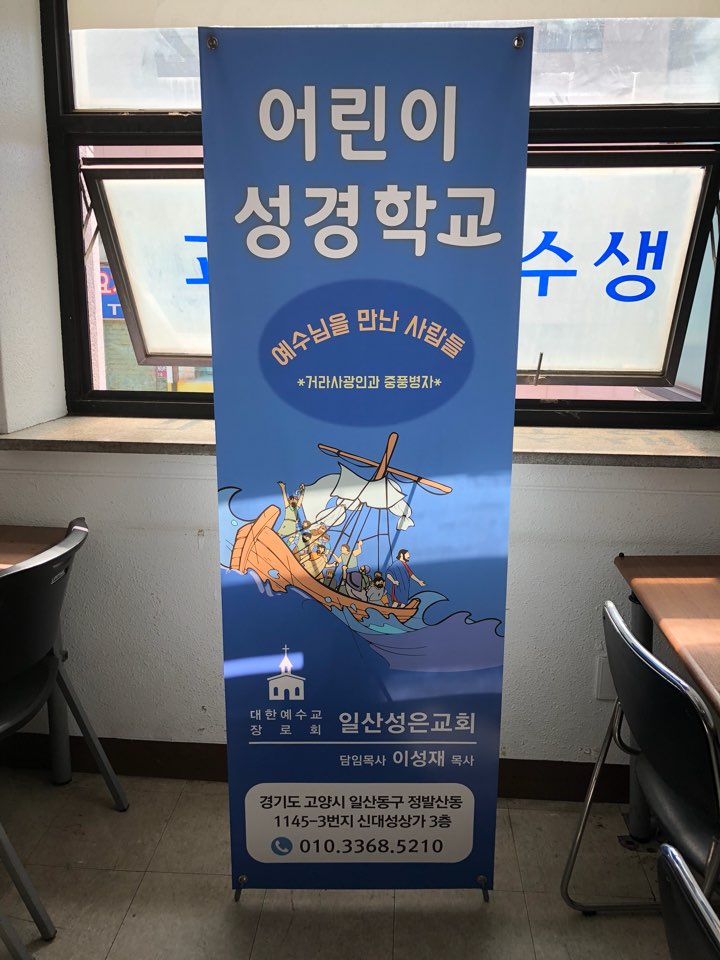 어린이
성경학교
예수님을 만난 사람들
*거라사광인과 중풍병자*
대한예수교
장로회
일산성은교회
담임목사 이성재 목사
경기도 고양시 일산동구 정발산동
1145-3번지 신대성상가 3층
010.3368.5210
수생